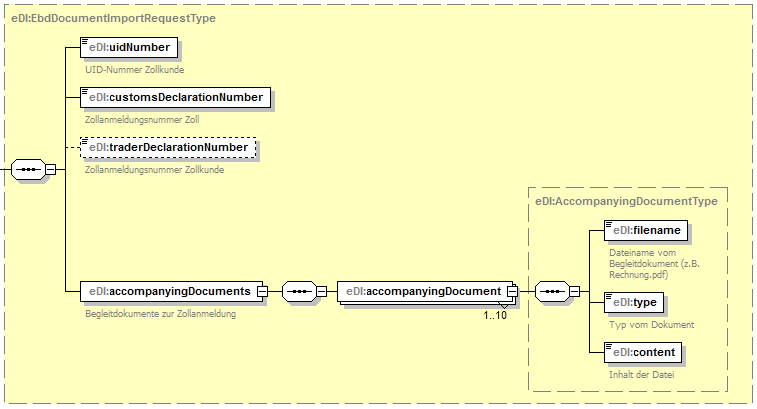 eDI:EbdDocumentImportRequestType
eDI:uidNumber
UID-Nummer Zollkunde
eDI:customsDeclarationNumber
Zollanmeldungsnummer Zoll
eDI:traderDeclarationNumber
Zollanmeldungsnummer Zollkunde
eDI:accompanyingDocuments
Begleitdokumente zur Zollanmeldung
eDI:accompanyingDocument
1..10
eDI:AccompanyingDocumentType
eDI:filename
Dateiname vom
Begleitdokument (z.B.
Rechnung.pdf)
eDI:type
Typ vom Dokument
eDI:content
Inhalt der Datei